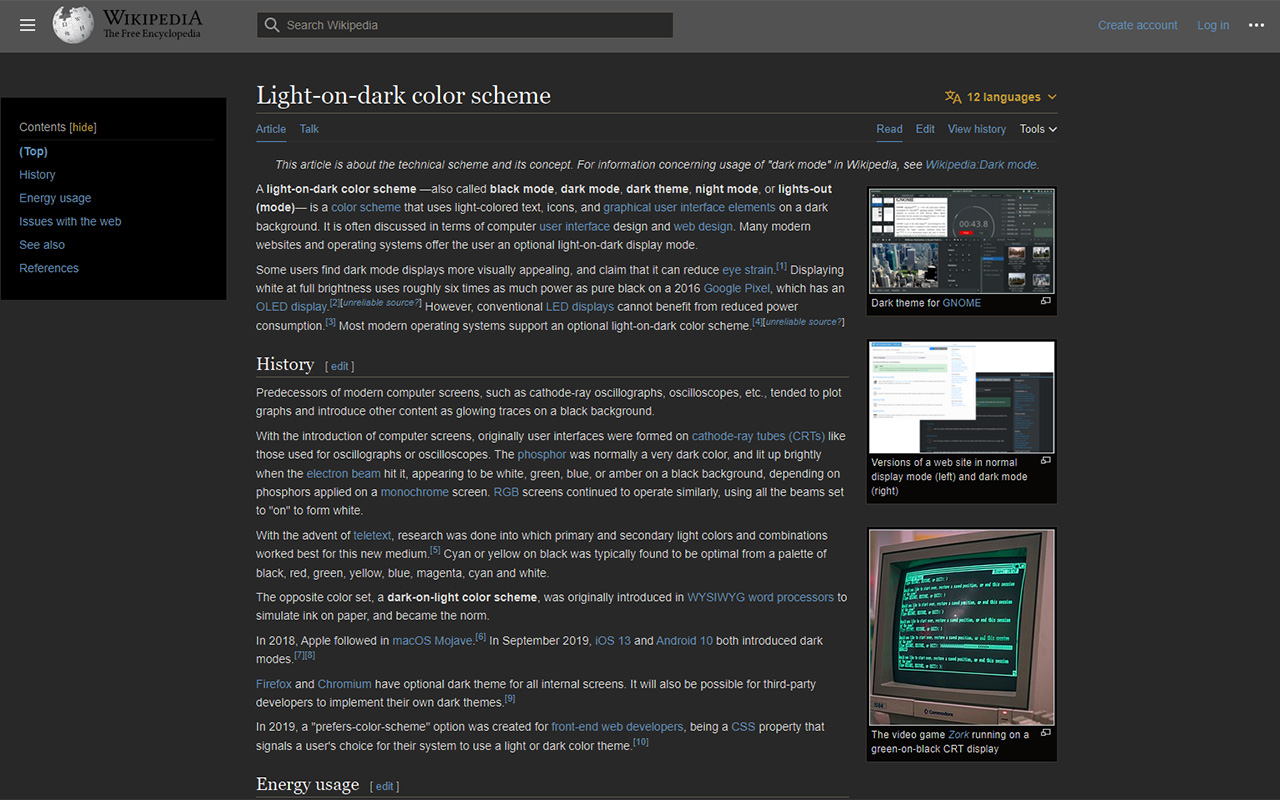 WIKIPEDIA
The Free Encyclopedia
Search Wikipedia
Create account
Log in
Contents [hide]
(Top)
History
Energy usage
Issues with the web
See also
References
Light-on-dark color scheme
12 languages
Article
Talk
Read
Edit
View history
Tools
This article is about the technical scheme and its concept. For information concerning usage of "dark mode" in Wikipedia, see Wikipedia:Dark mode.
A light-on-dark color scheme —also called black mode, dark mode, dark theme, night mode, or lights-out
(mode)— is a color scheme that uses light-colored text, icons, and graphical user interface elements on a dark
background. It is often discussed in terms of computer user interface design and web design. Many modern
websites and operating systems offer the user an optional light-on-dark display mode.
Some users find dark mode displays more visually appealing, and claim that it can reduce eye strain.[1] Displaying
white at full brightness uses roughly six times as much power as pure black on a 2016 Google Pixel, which has an
OLED display.[2][unreliable source?] However, conventional LED displays cannot benefit from reduced power
consumption.[3] Most modern operating systems support an optional light-on-dark color scheme.[4][unreliable source?]
History [ edit ]
Predecessors of modern computer screens, such as cathode-ray oscillographs, oscilloscopes, etc., tended to plot
graphs and introduce other content as glowing traces on a black background.
With the introduction of computer screens, originally user interfaces were formed on cathode-ray tubes (CRTs) like
those used for oscillographs or oscilloscopes. The phosphor was normally a very dark color, and lit up brightly
when the electron beam hit it, appearing to be white, green, blue, or amber on a black background, depending on
phosphors applied on a monochrome screen. RGB screens continued to operate similarly, using all the beams set
to "on" to form white.
With the advent of teletext, research was done into which primary and secondary light colors and combinations
worked best for this new medium.[5] Cyan or yellow on black was typically found to be optimal from a palette of
black, red, green, yellow, blue, magenta, cyan and white.
The opposite color set, a dark-on-light color scheme, was originally introduced in WYSIWYG word processors to
simulate ink on paper, and became the norm.
In 2018, Apple followed in macOS Mojave.[6] In September 2019, iOS 13 and Android 10 both introduced dark
modes.[7][8]
Firefox and Chromium have optional dark theme for all internal screens. It will also be possible for third-party
developers to implement their own dark themes.[9]
In 2019, a "prefers-color-scheme" option was created for front-end web developers, being a CSS property that
signals a user's choice for their system to use a light or dark color theme.[10]
Energy usage [ edit ]
GNOME
00:43.8
Dark theme for GNOME
Versions of a web site in normal
display mode (left) and dark mode
(right)
Commodore
The video game Zork running on a
green-on-black CRT display